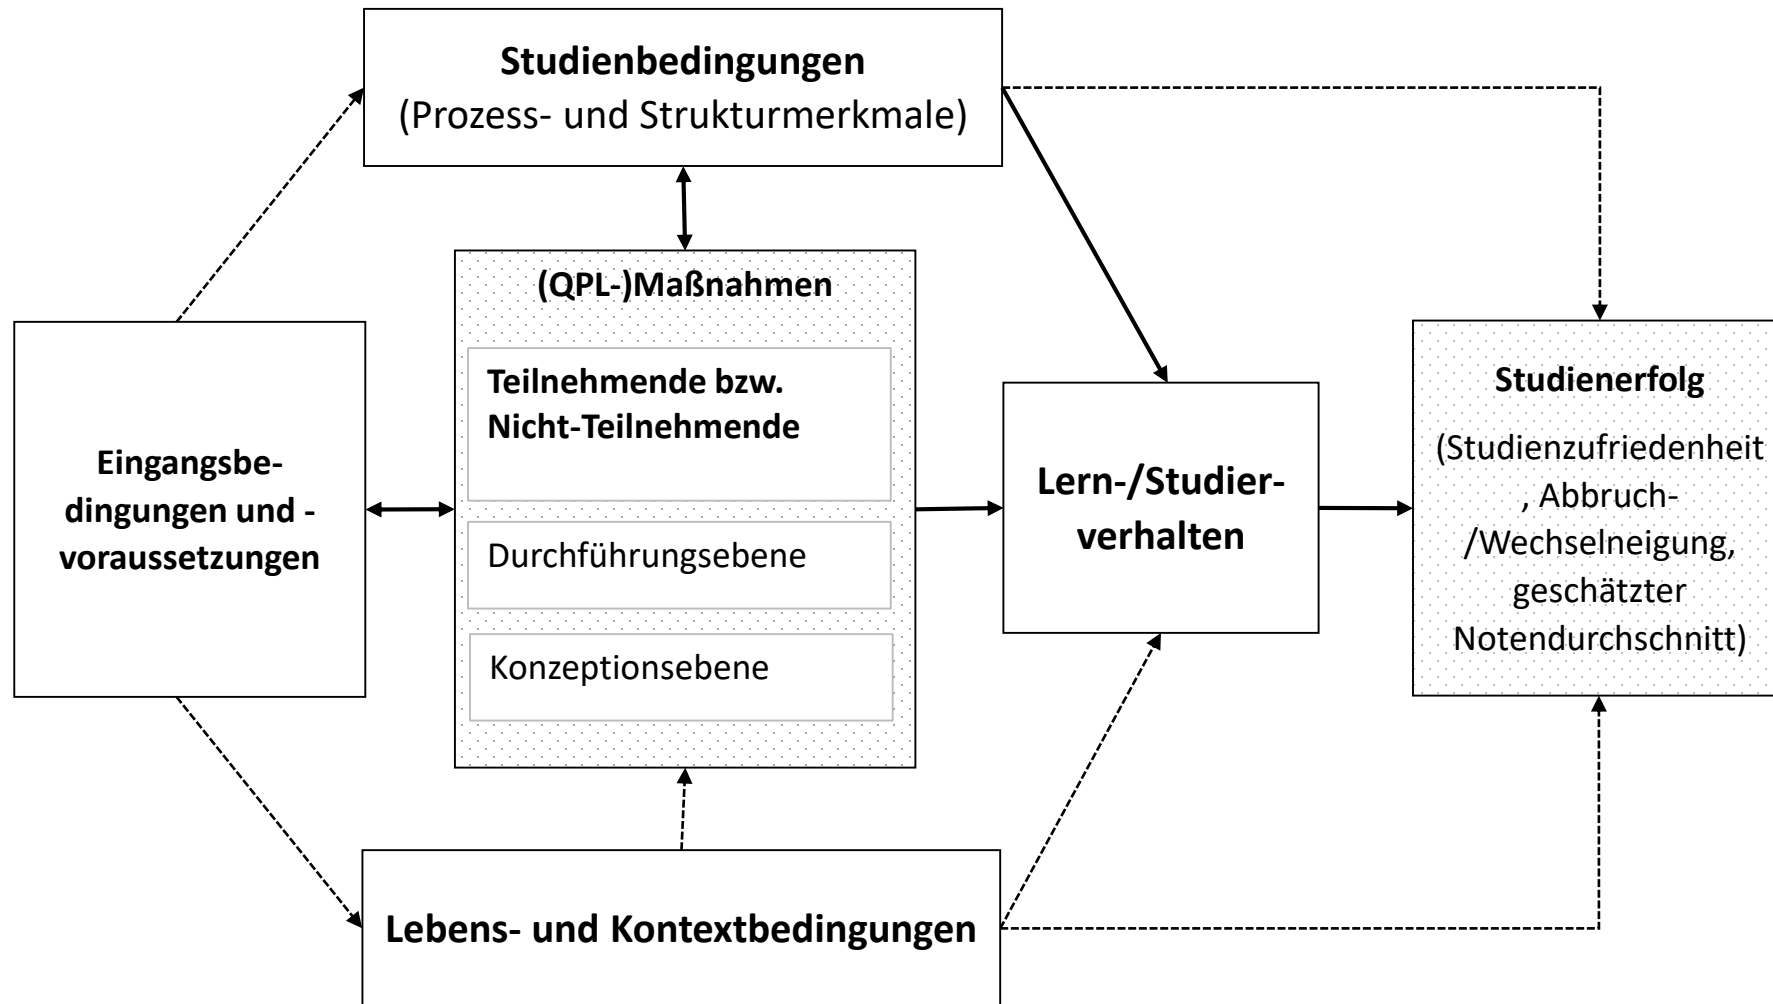 Studienbedingungen
(Prozess- und Strukturmerkmale)
(QPL-)Maßnahmen
Teilnehmende bzw.
Nicht-Teilnehmende
Durchführungsebene
Konzeptionsebene
Eingangsbe-
dingungen und -
voraussetzungen
Lern-/Studier-
verhalten
Studienerfolg
(Studienzufriedenheit
, Abbruch-
/Wechselneigung,
geschätzter
Notendurchschnitt)
Lebens- und Kontextbedingungen